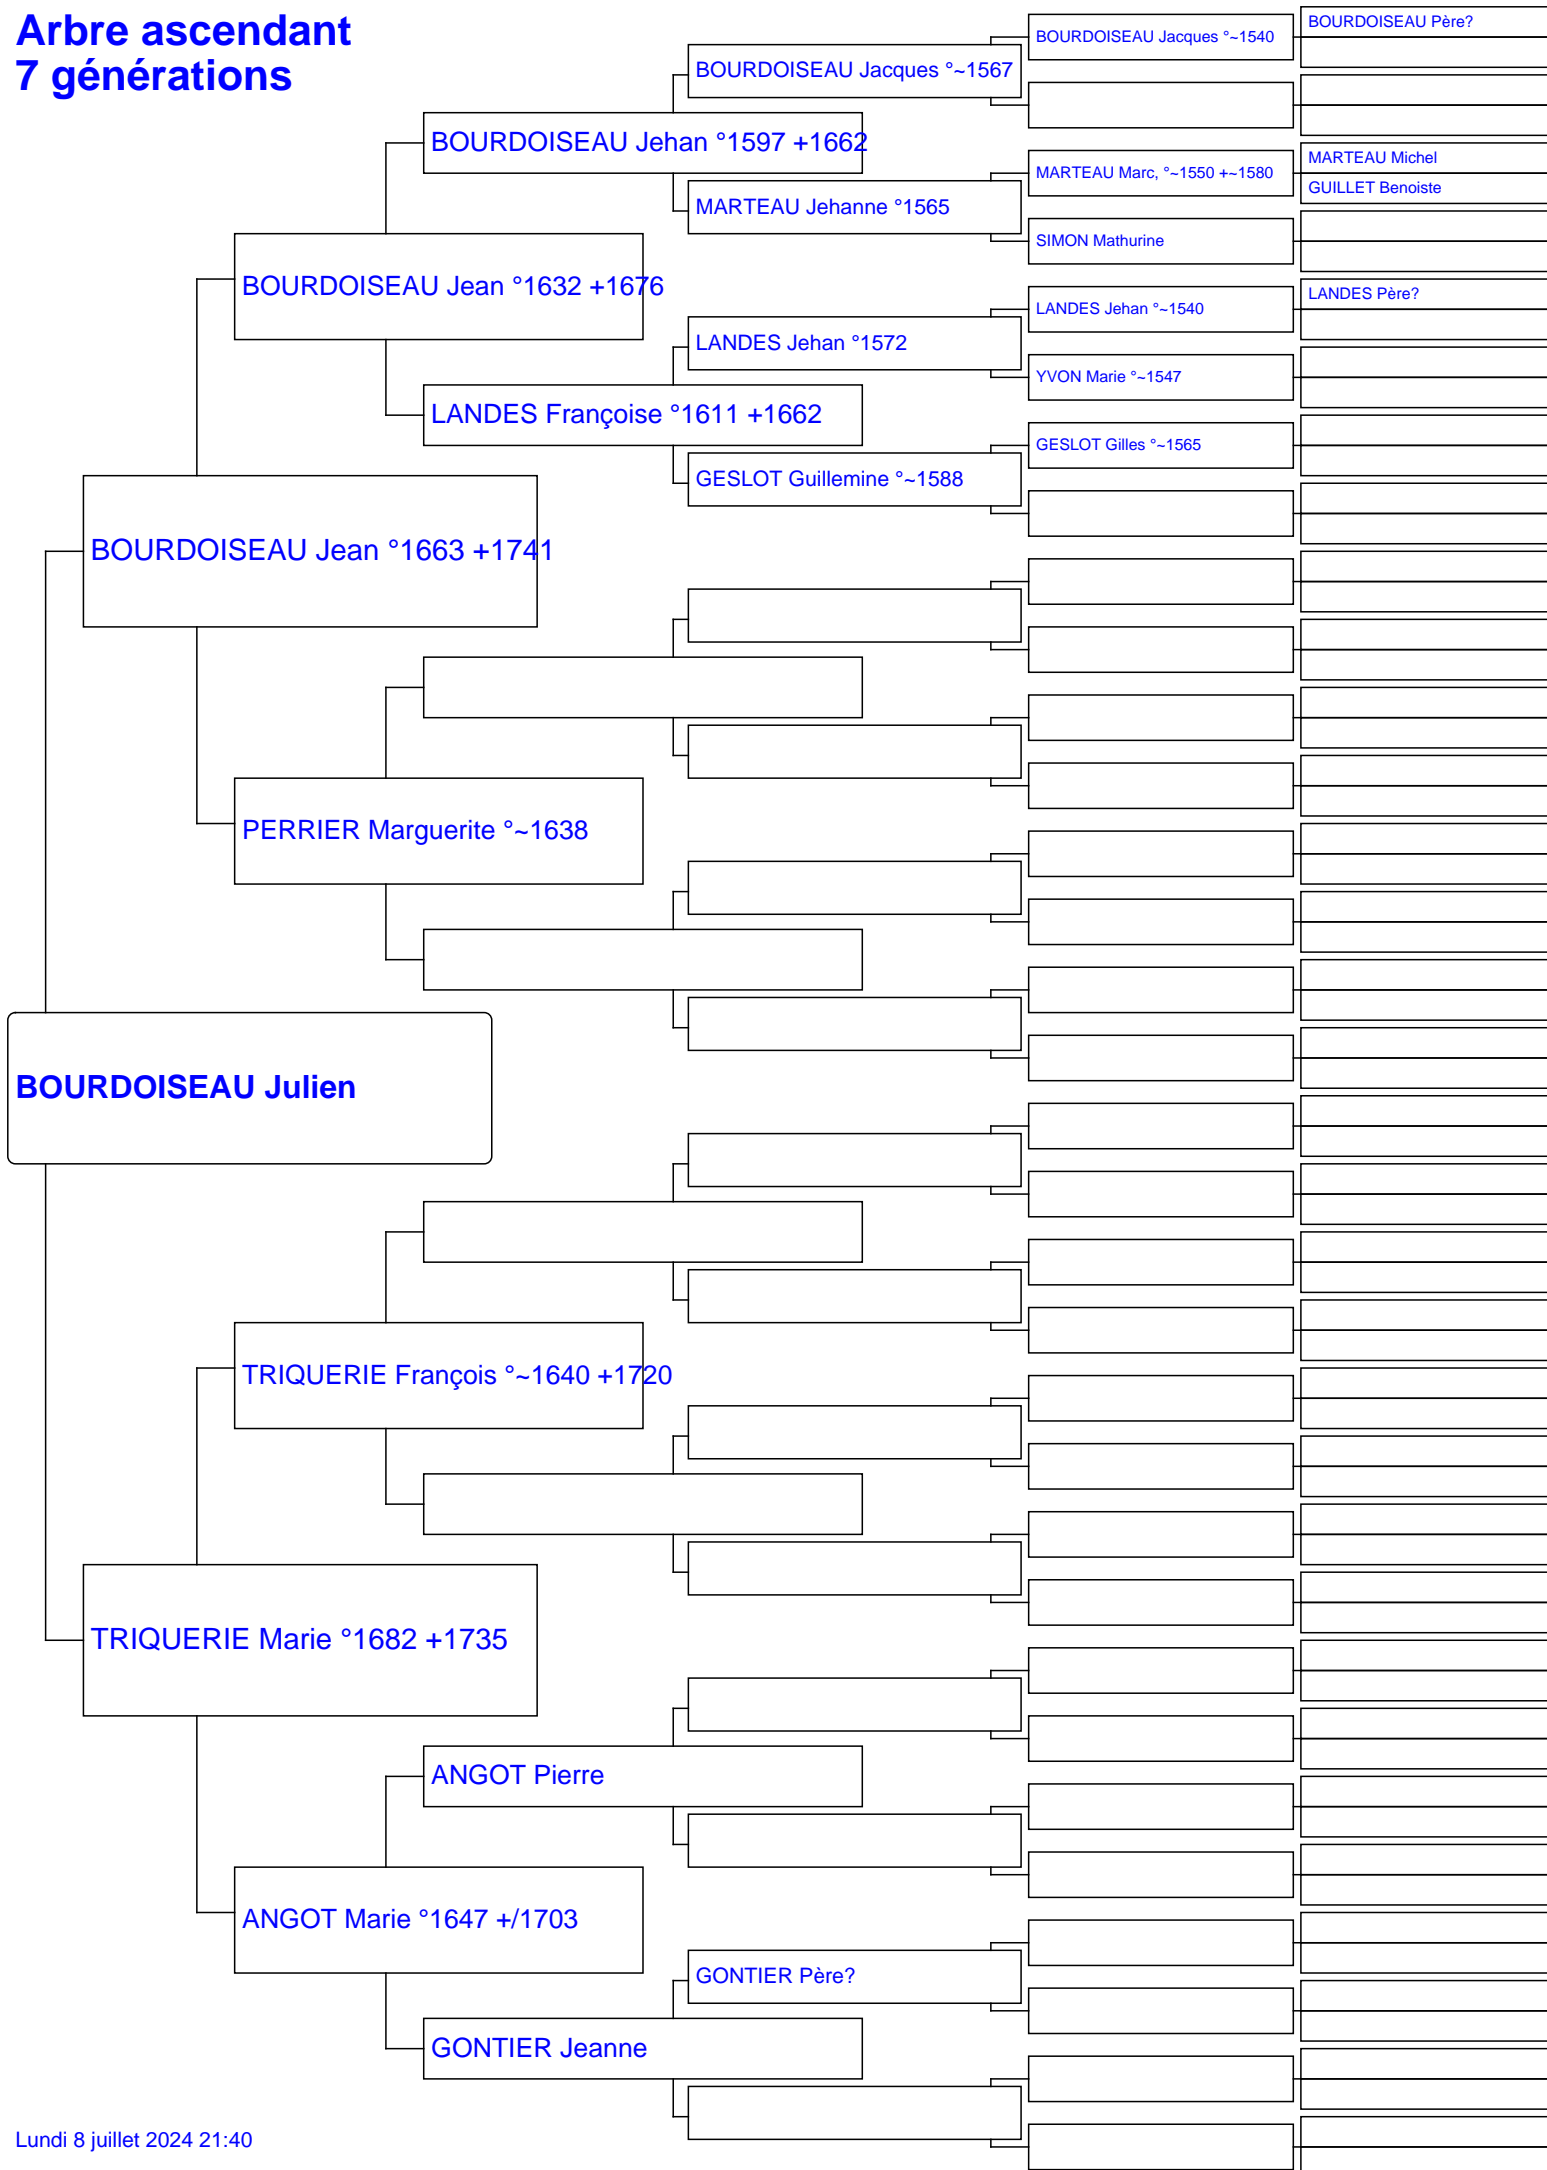 Arbre ascendant
7 générations
BOURDOISEAU Père?
BOURDOISEAU Jacques °~1540
BOURDOISEAU Jacques °~1567
BOURDOISEAU Jehan °1597 +1662
MARTEAU Michel
MARTEAU Marc, °~1550 +~1580
GUILLET Benoiste
MARTEAU Jehanne °1565
SIMON Mathurine
BOURDOISEAU Jean °1632 +1676
LANDES Père?
LANDES Jehan °~1540
LANDES Jehan °1572
YVON Marie °~1547
LANDES Françoise °1611 +1662
GESLOT Gilles °~1565
GESLOT Guillemine °~1588
BOURDOISEAU Jean °1663 +1741
PERRIER Marguerite °~1638
BOURDOISEAU Julien
TRIQUERIE François °~1640 +1720
TRIQUERIE Marie °1682 +1735
ANGOT Pierre
ANGOT Marie °1647 +/1703
GONTIER Père?
GONTIER Jeanne
Lundi 8 juillet 2024 21:40